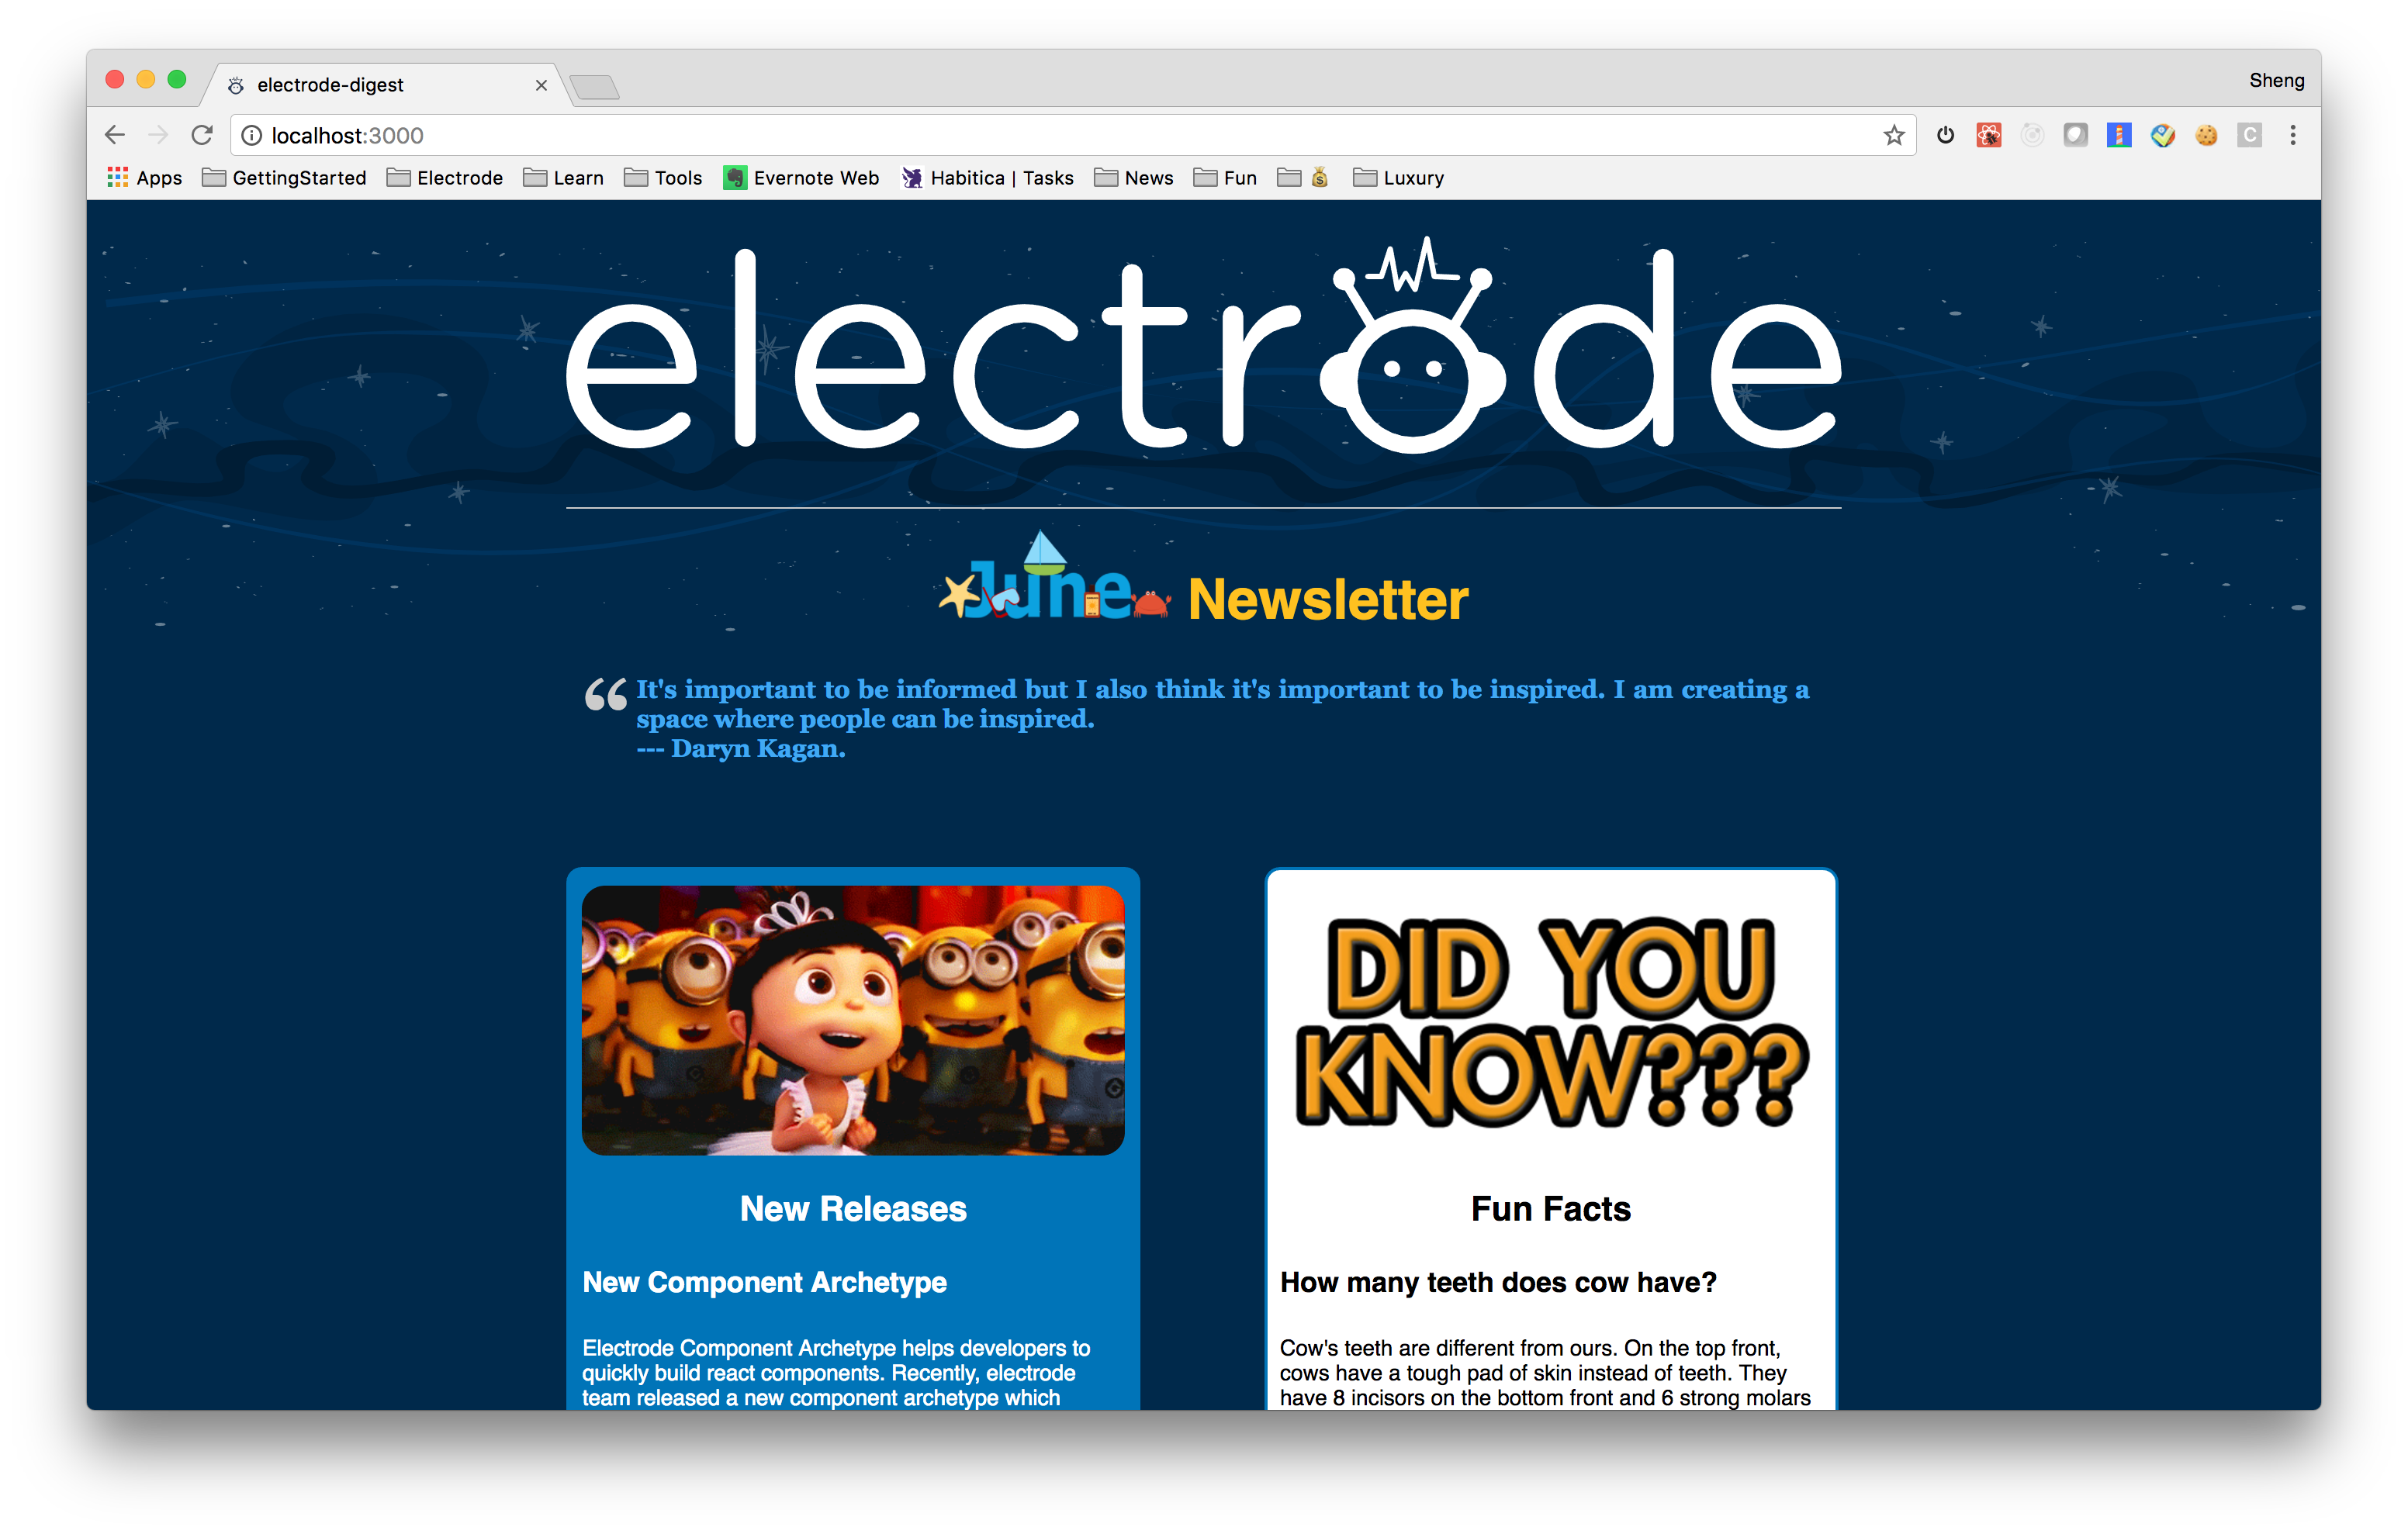 electrode-digest
Sheng
localhost:3000
Apps GettingStarted Electrode Learn Tools Evernote Web Habitica | Tasks News Fun Luxury
C
electrode
June Newsletter
“ It's important to be informed but I also think it's important to be inspired. I am creating a
space where people can be inspired.
--- Daryn Kagan.
New Releases
New Component Archetype
Electrode Component Archetype helps developers to
quickly build react components. Recently, electrode
team released a new component archetype which
DID YOU
KNOW???
Fun Facts
How many teeth does cow have?
Cow's teeth are different from ours. On the top front,
cows have a tough pad of skin instead of teeth. They
have 8 incisors on the bottom front and 6 strong molars